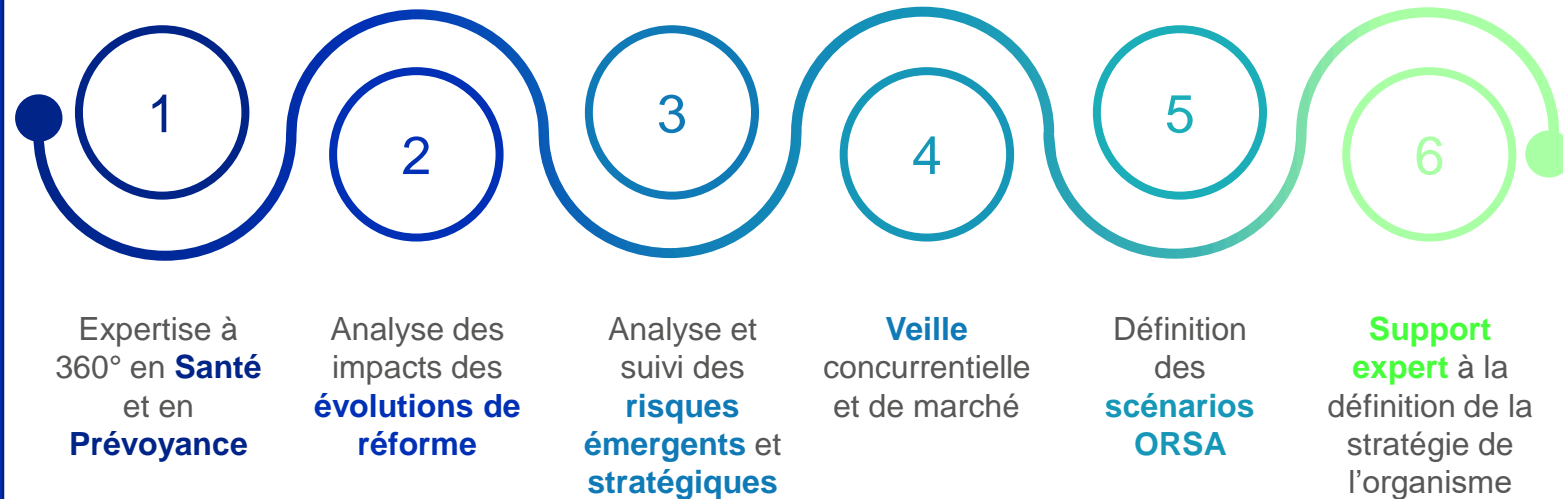 1
2
3
4
5
6
Expertise à
360° en Santé
et en
Prévoyance
Analyse des
impacts des
évolutions de
réforme
Analyse et
suivi des
risques
émergents et
stratégiques
Veille
concurrentielle
et de marché
Définition
des
scénarios
ORSA
Support
expert à la
définition de la
stratégie de
l’organisme